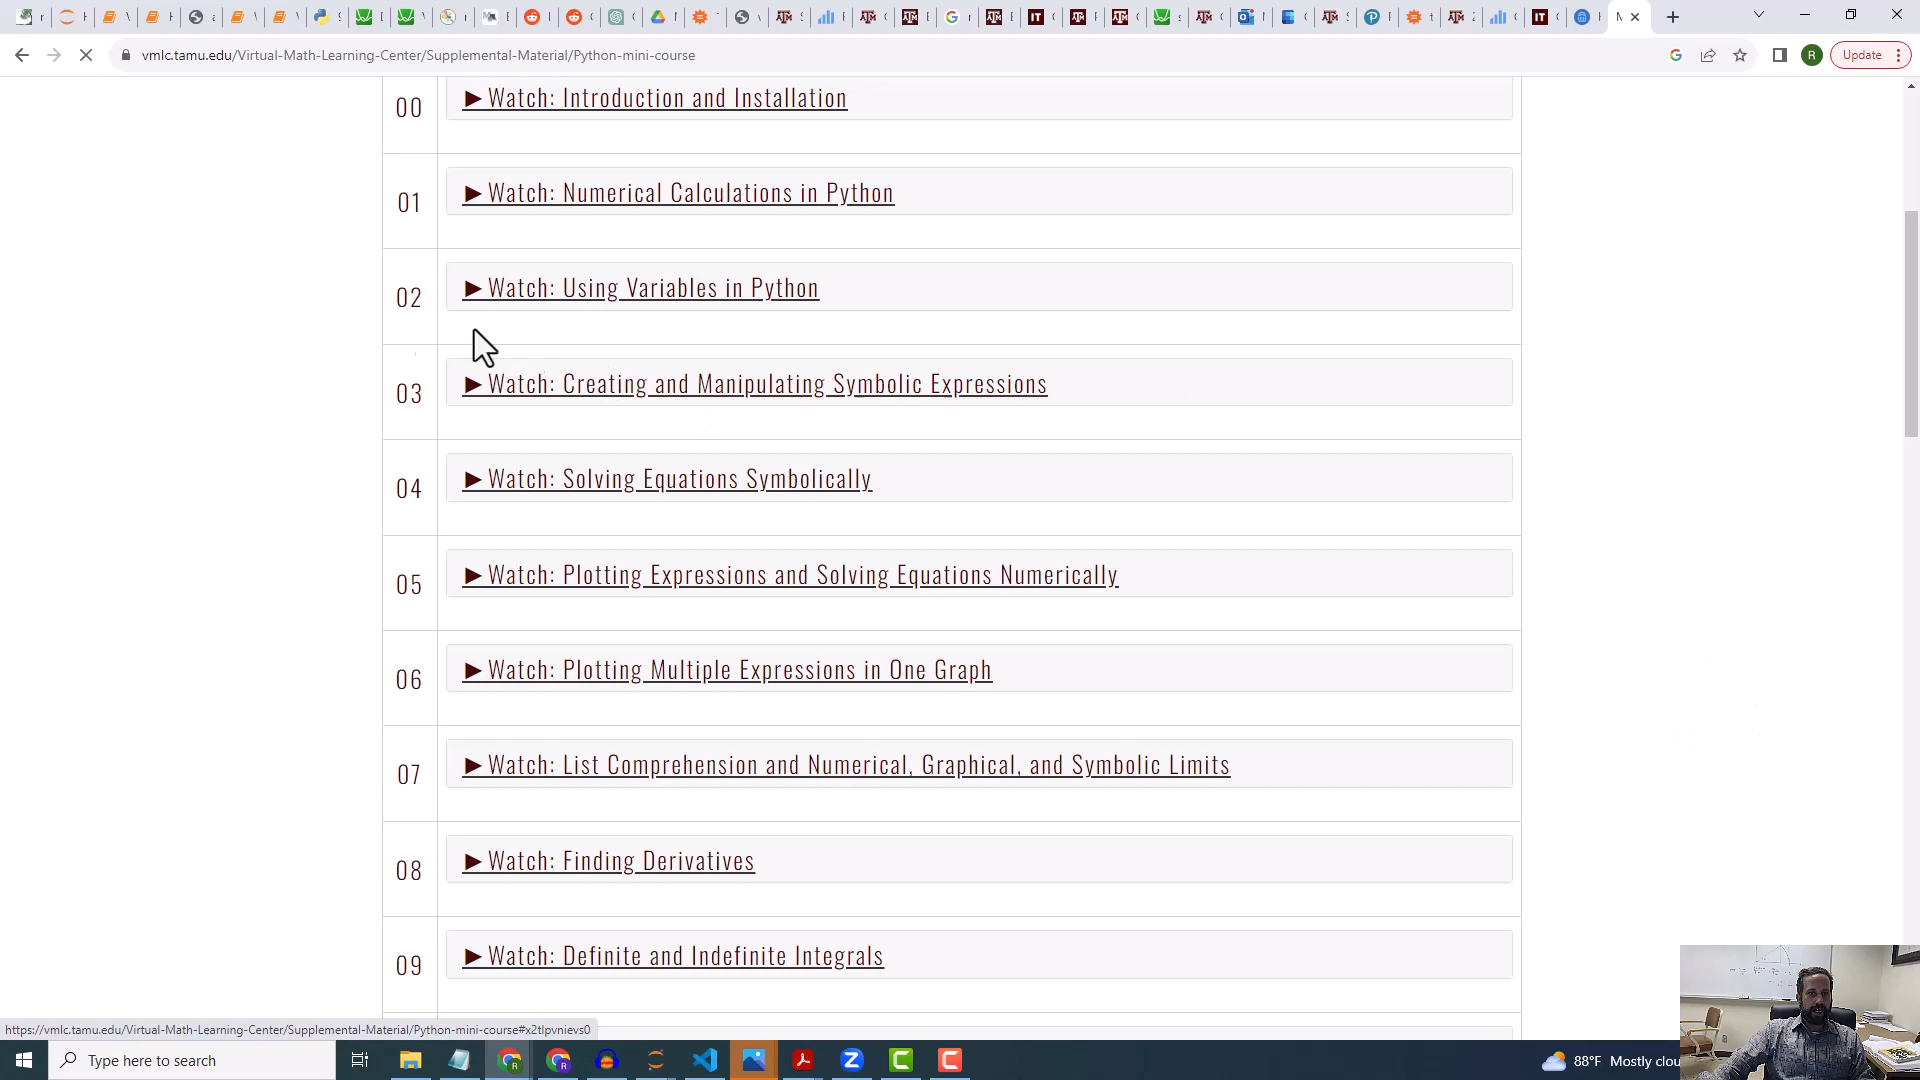 vmlc.tamu.edu/Virtual-Math-Learning-Center/Supplemental-Material/Python-mini-course
R
Update
00
►Watch: Introduction and Installation
01
►Watch: Numerical Calculations in Python
02
►Watch: Using Variables in Python
03
►Watch: Creating and Manipulating Symbolic Expressions
04
►Watch: Solving Equations Symbolically
05
►Watch: Plotting Expressions and Solving Equations Numerically
06
►Watch: Plotting Multiple Expressions in One Graph
07
►Watch: List Comprehension and Numerical, Graphical, and Symbolic Limits
08
►Watch: Finding Derivatives
09
►Watch: Definite and Indefinite Integrals
https://vmlc.tamu.edu/Virtual-Math-Learning-Center/Supplemental-Material/Python-mini-course#x2tlpvnievs0
Type here to search
88°F Mostly clou